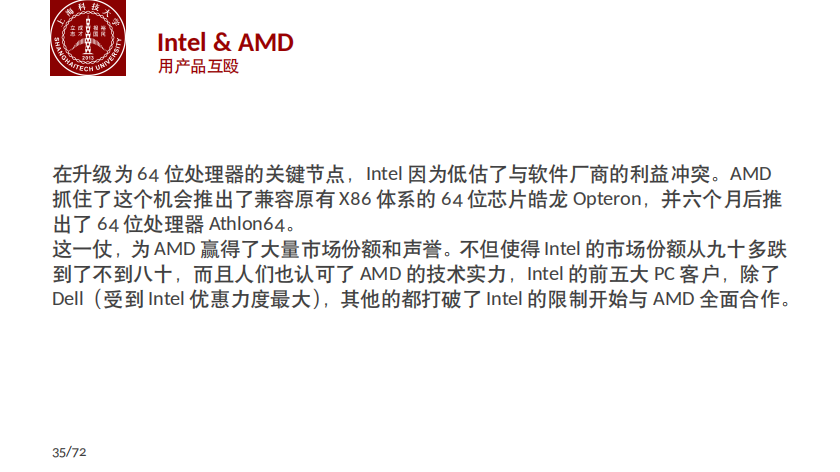 上海科技大学
立志 成才 报国 裕民
SHANGHAITECH UNIVERSITY
2013
Intel & AMD
用产品互殴
在升级为 64 位处理器的关键节点，Intel 因为低估了与软件厂商的利益冲突。AMD
抓住了这个机会推出了兼容原有 X86 体系的 64 位芯片皓龙 Opteron，并六个月后推
出了 64 位处理器 Athlon64。
这一仗，为 AMD 赢得了大量市场份额和声誉。不但使得 Intel 的市场份额从九十多跌
到了不到八十，而且人们也认可了 AMD 的技术实力，Intel 的前五大 PC 客户，除了
Dell（受到 Intel 优惠力度最大），其他的都打破了 Intel 的限制开始与 AMD 全面合作。
35/72